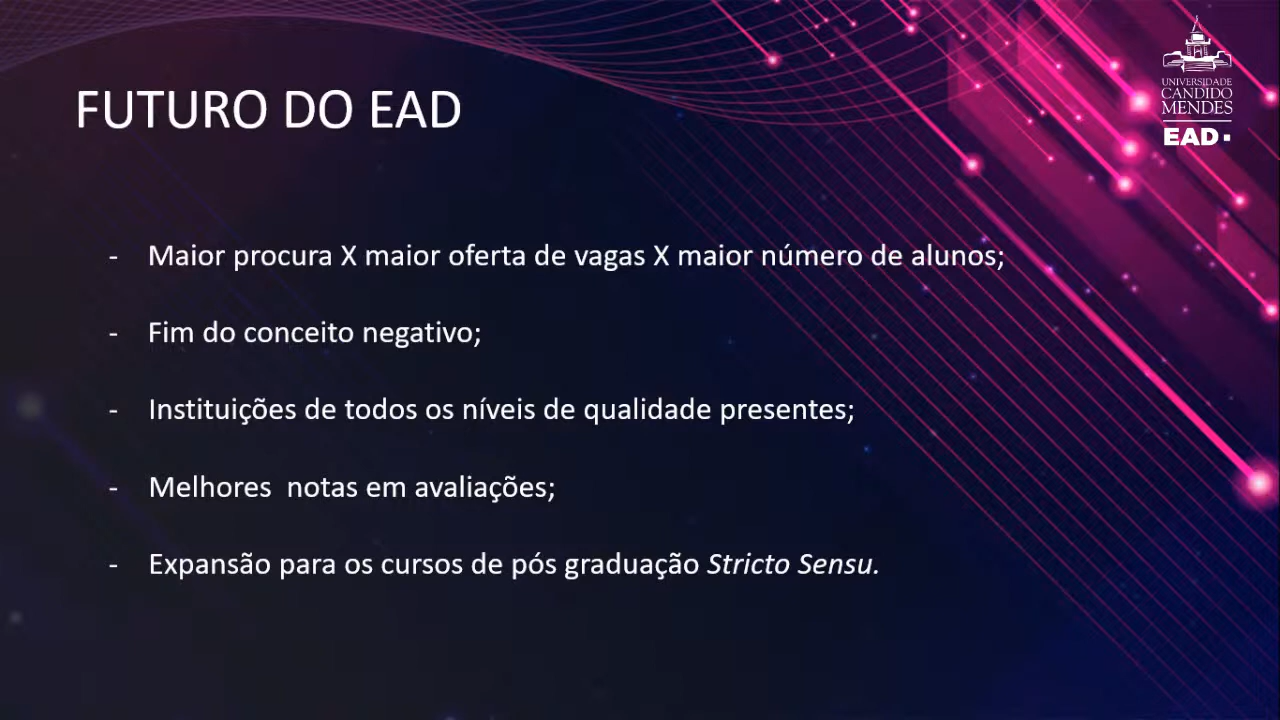 UNIVERSIDADE
CANDIDO
MENDES
EAD
FUTURO DO EAD
- Maior procura X maior oferta de vagas X maior número de alunos;
- Fim do conceito negativo;
- Instituições de todos os níveis de qualidade presentes;
- Melhores  notas em avaliações;
- Expansão para os cursos de pós graduação Stricto Sensu.